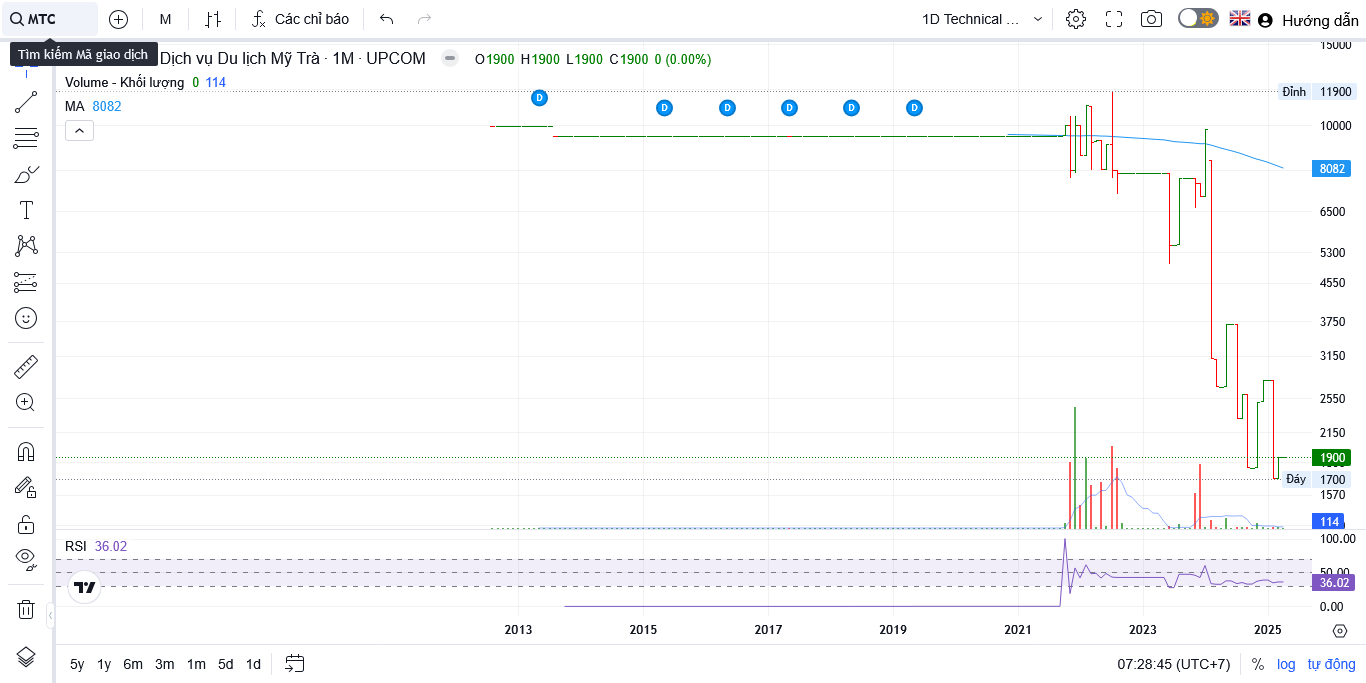 MTC
M
Các chỉ báo
1D Technical ...
Hướng dẫn
Tìm kiếm Mã giao dịch
Dịch vụ Du lịch Mỹ Trà · 1M · UPCOM
O1900 H1900 L1900 C1900 0 (0.00%)
Volume - Khối lượng 0 114
MA 8082
D
D
D
D
D
D
15000
Đỉnh 11900
10000
8082
6500
5300
4550
3750
3150
2550
2150
1900
Đáy 1700
1570
114
RSI 36.02
100.00
50.00
36.02
0.00
2013 2015 2017 2019 2021 2023 2025
5y 1y 6m 3m 1m 5d 1d
07:28:45 (UTC+7) % log tự động